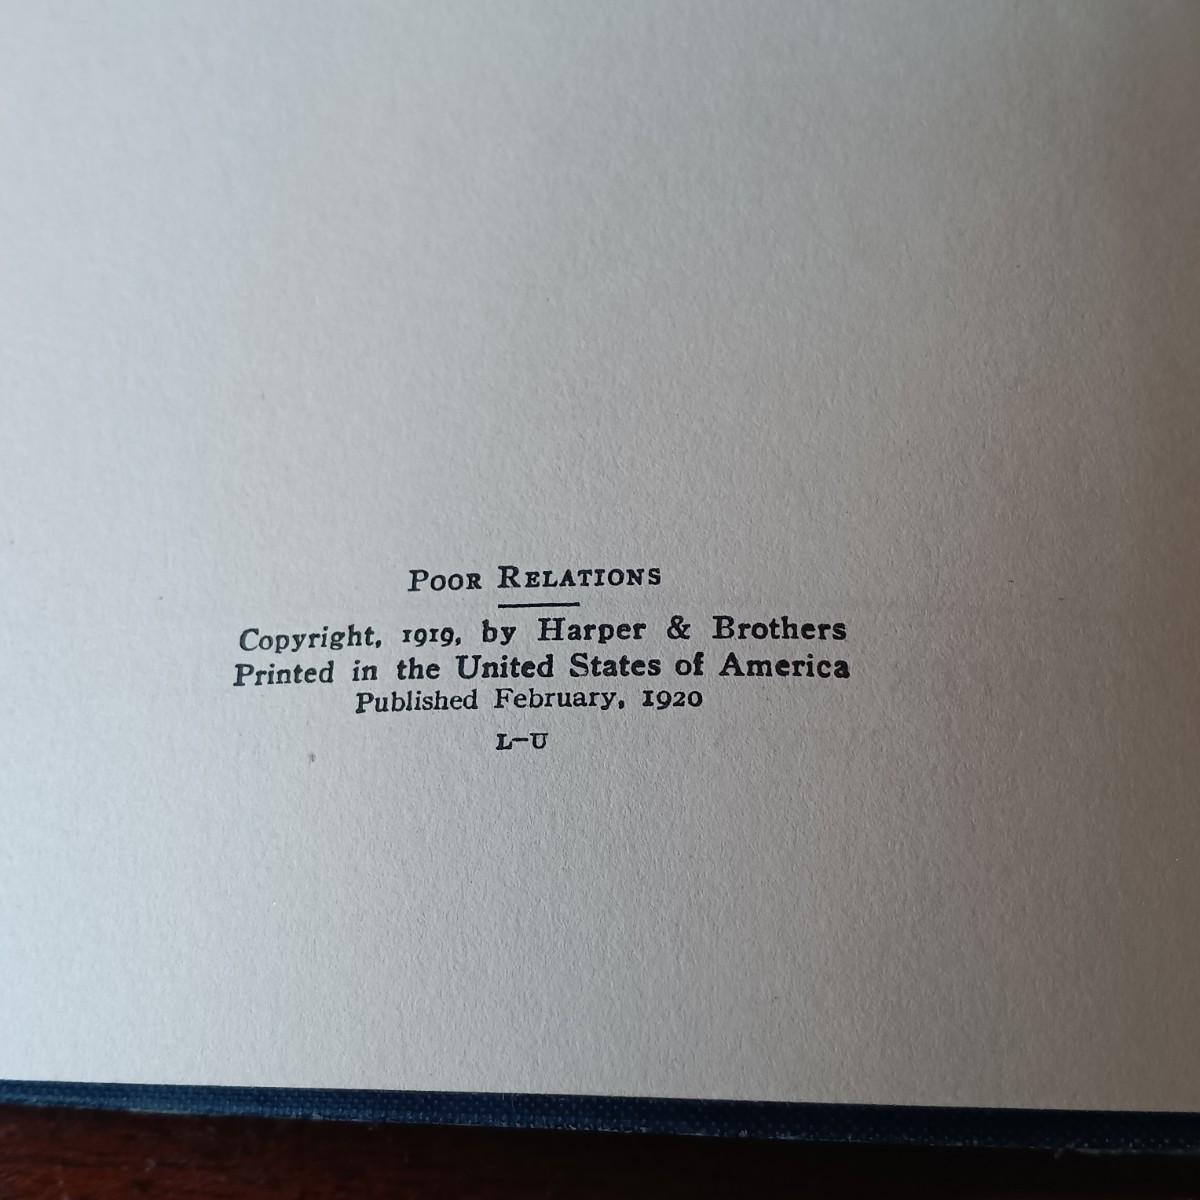 POOR RELATIONS
Copyright, 1919, by Harper & Brothers
Printed in the United States of America
Published February, 1920
L-U